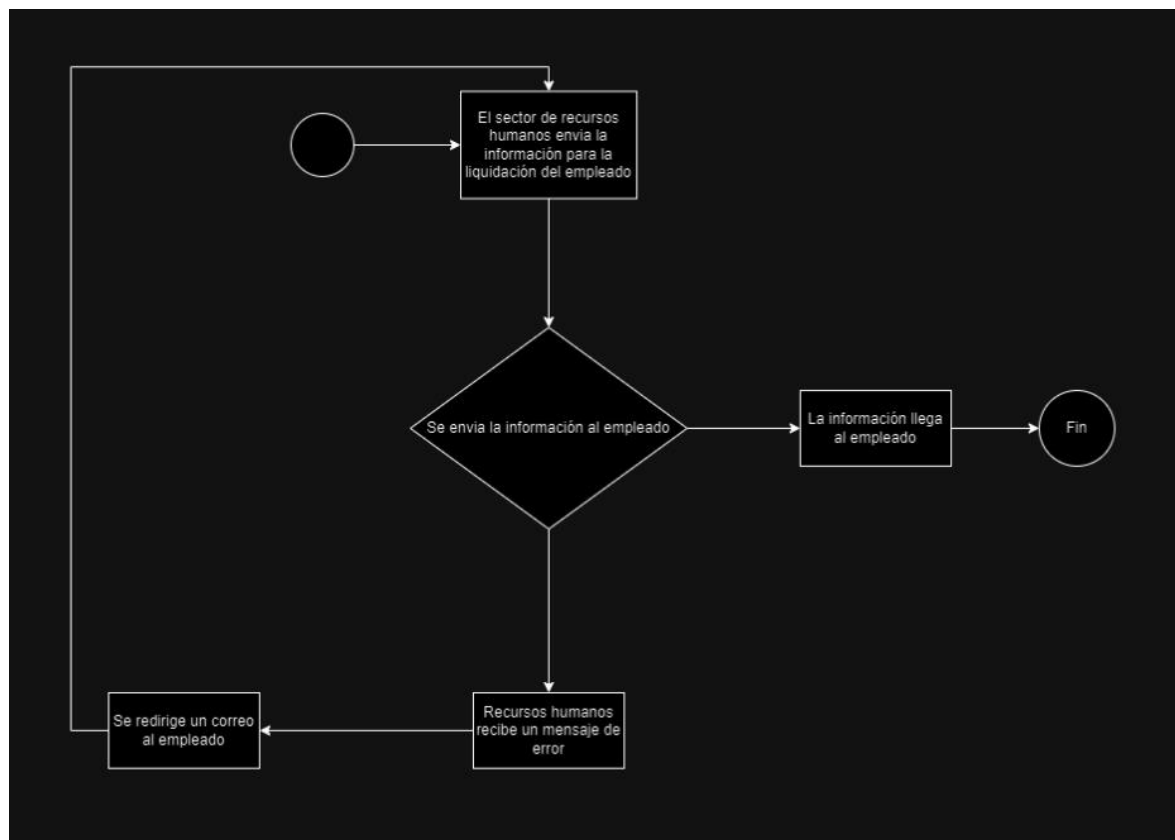 El sector de recursos
humanos envia la
información para la
liquidación del empleado
Se envia la información al empleado
La información llega
al empleado
Fin
Se redirige un correo
al empleado
Recursos humanos
recibe un mensaje de
error